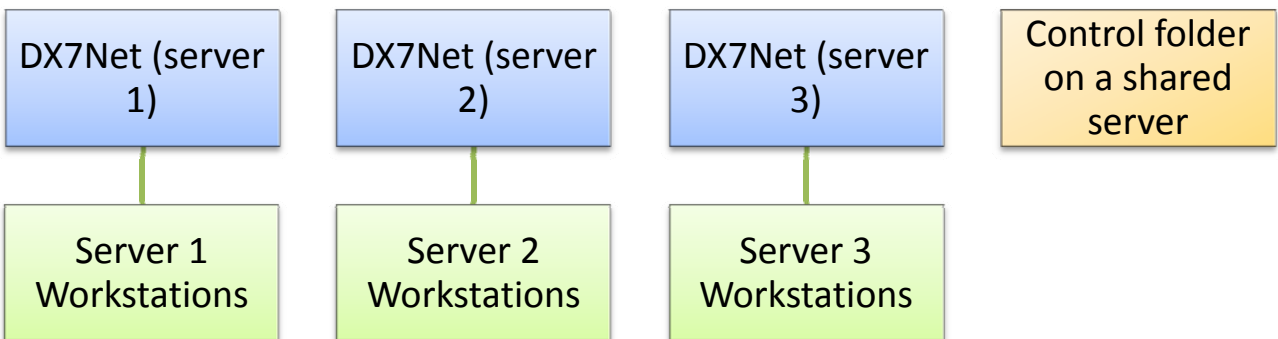 DX7Net (server
1)
DX7Net (server
2)
DX7Net (server
3)
Control folder
on a shared
server
Server 1
Workstations
Server 2
Workstations
Server 3
Workstations